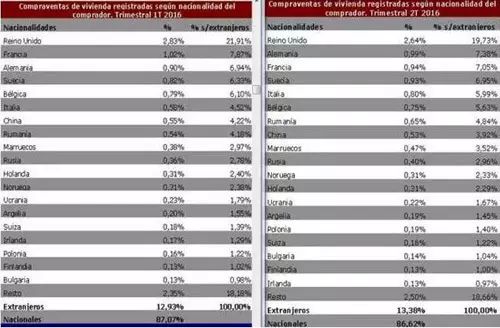 Compraventas de vivienda registradas según nacionalidad del
comprador. Trimestral 1T 2016
Nacionalidades % % s/extranjeros
Reino Unido 2,83% 21,91%
Francia 1,02% 7,87%
Alemania 0,90% 6,94%
Suecia 0,82% 6,33%
Bélgica 0,79% 6,10%
Italia 0,58% 4,52%
China 0,55% 4,22%
Rumanía 0,54% 4,18%
Marruecos 0,38% 2,97%
Rusia 0,36% 2,78%
Holanda 0,31% 2,40%
Noruega 0,31% 2,38%
Ucrania 0,23% 1,79%
Argelia 0,20% 1,55%
Suiza 0,18% 1,39%
Irlanda 0,17% 1,29%
Polonia 0,16% 1,22%
Finlandia 0,13% 1,02%
Bulgaria 0,13% 0,98%
Resto 2,35% 18,18%
Extranjeros 12,93% 100,00%
Nacionales 87,07%
Compraventas de vivienda registradas según nacionalidad del
comprador. Trimestral 2T 2016
Nacionalidades % % s/extranjeros
Reino Unido 2,64% 19,73%
Alemania 0,99% 7,38%
Francia 0,94% 7,05%
Suecia 0,93% 6,95%
Italia 0,80% 5,99%
Bélgica 0,75% 5,63%
Rumanía 0,65% 4,84%
China 0,53% 3,92%
Marruecos 0,47% 3,52%
Rusia 0,40% 2,96%
Noruega 0,31% 2,33%
Holanda 0,31% 2,29%
Ucrania 0,22% 1,67%
Argelia 0,19% 1,45%
Polonia 0,19% 1,40%
Suiza 0,16% 1,22%
Bulgaria 0,14% 1,04%
Finlandia 0,13% 1,00%
Irlanda 0,13% 0,98%
Resto 2,50% 18,66%
Extranjeros 13,38% 100,00%
Nacionales 86,62%